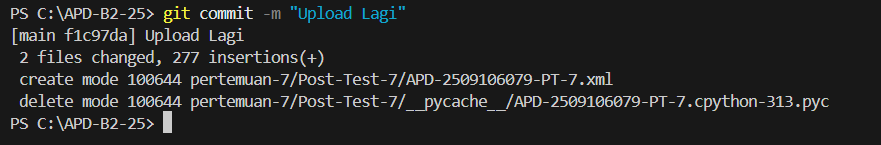 PS C:\APD-B2-25> git commit -m "Upload Lagi"
[main f1c97da] Upload Lagi
 2 files changed, 277 insertions(+)
 create mode 100644 pertemuan-7/Post-Test-7/APD-2509106079-PT-7.xml
 delete mode 100644 pertemuan-7/Post-Test-7/__pycache__/APD-2509106079-PT-7.cpython-313.pyc
PS C:\APD-B2-25>